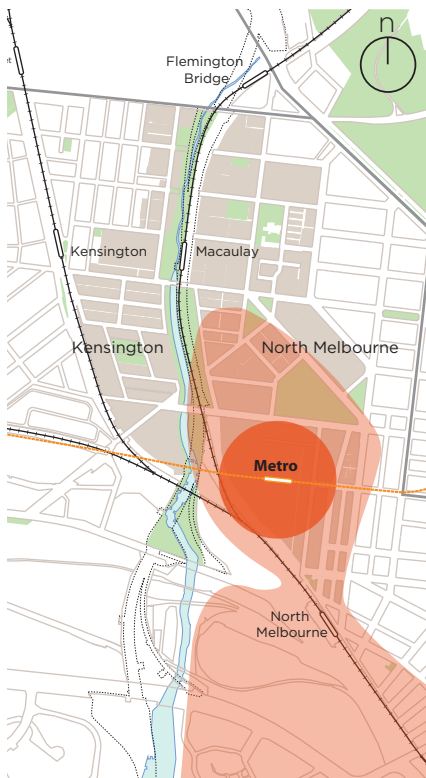 n
Flemington
Bridge
Kensington
Macaulay
Kensington
North Melbourne
Metro
North
Melbourne